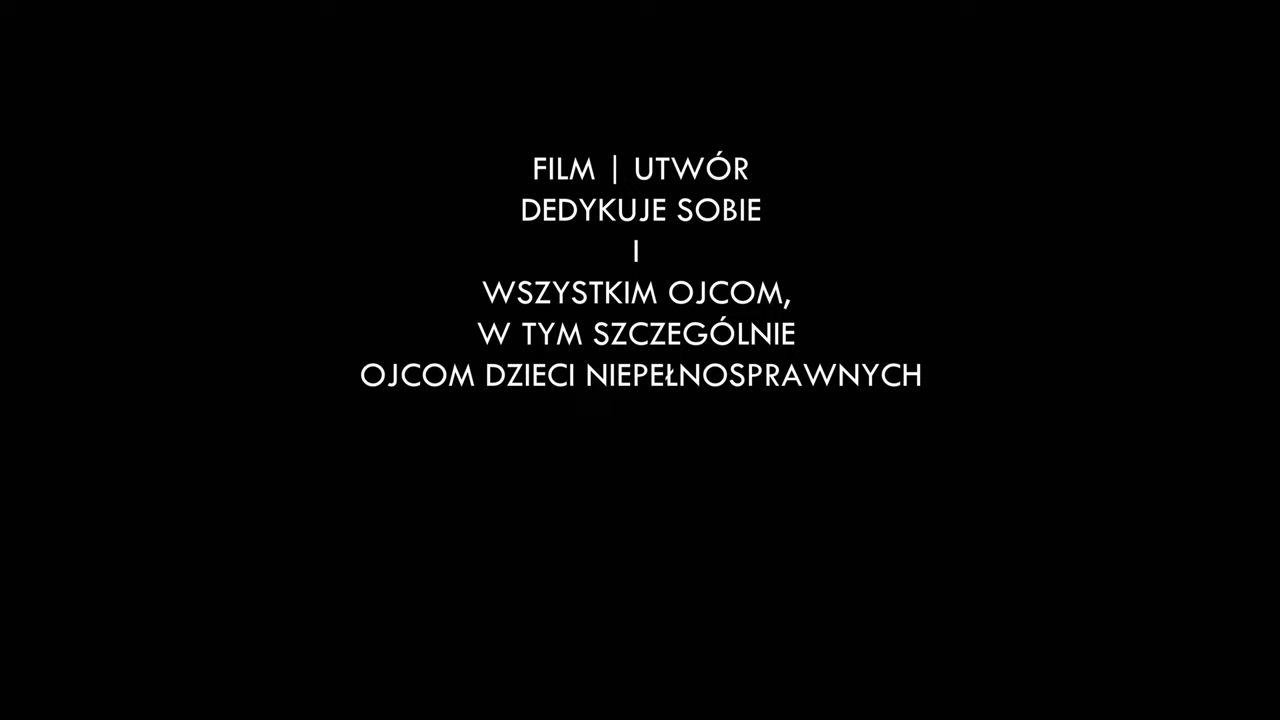 FILM | UTWÓR
DEDYKUJE SOBIE
I
WSZYSTKIM OJCOM,
W TYM SZCZEGÓLNIE
OJCOM DZIECI NIEPEŁNOSPRAWNYCH